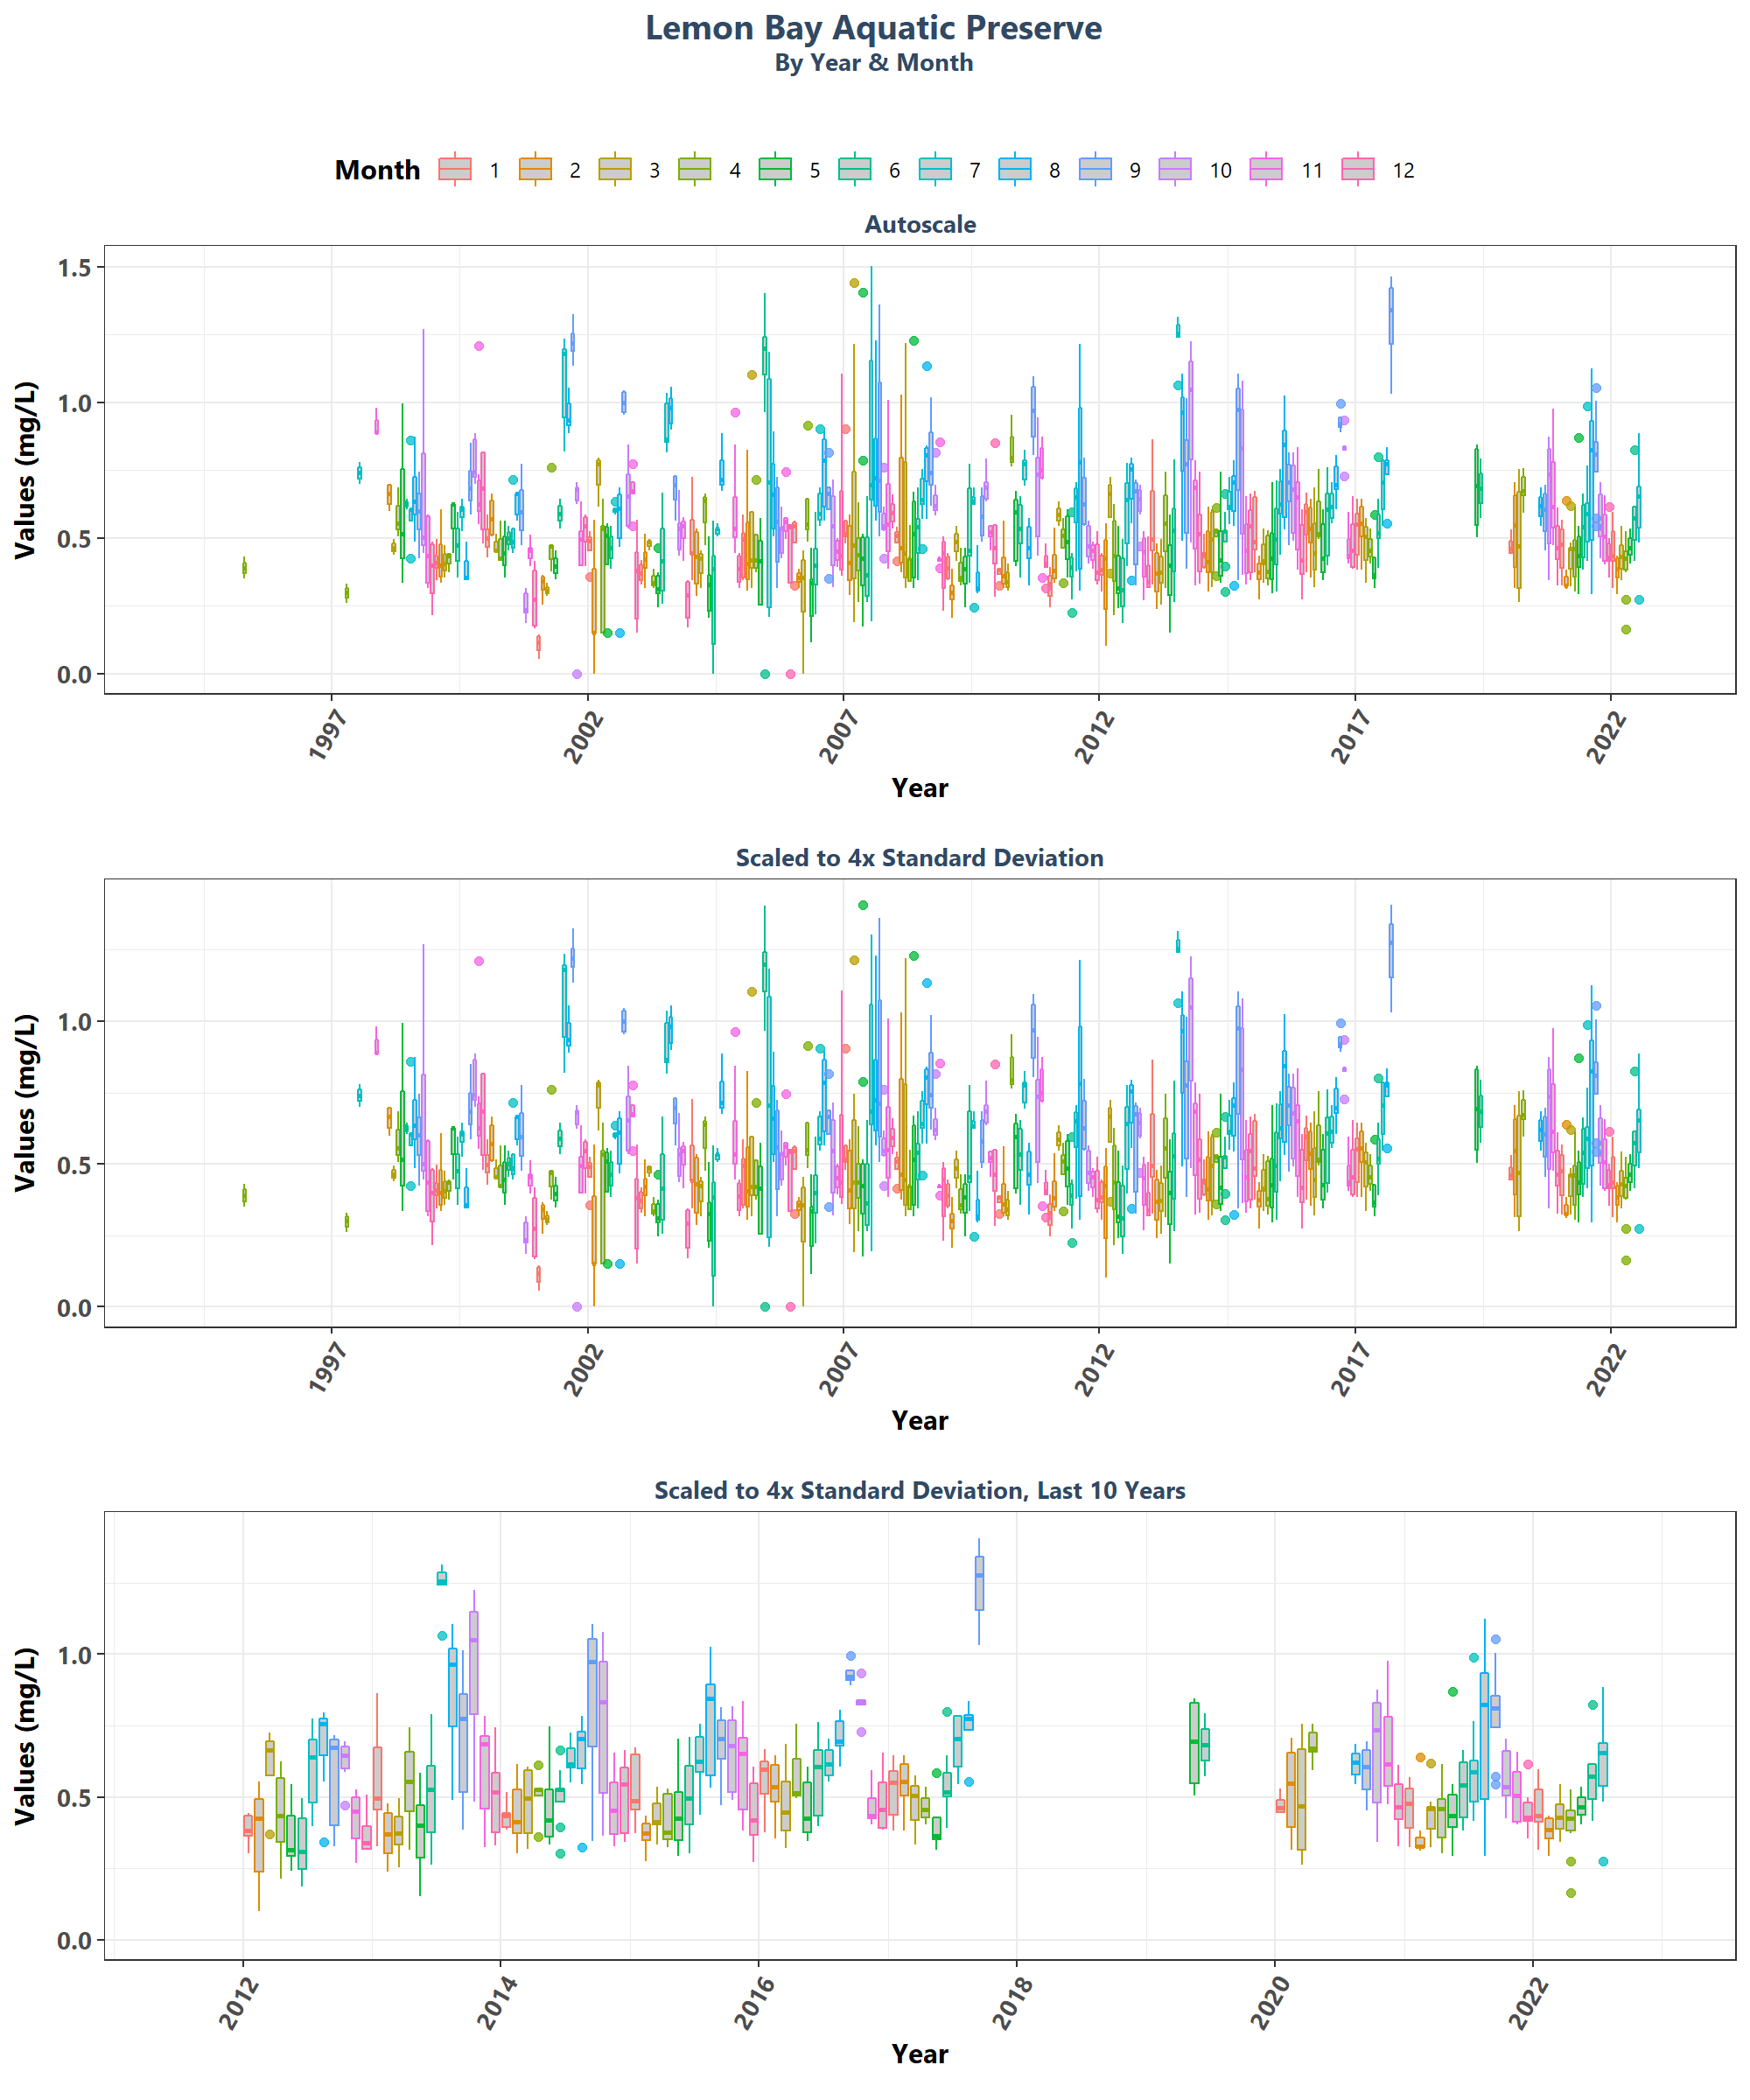 Lemon Bay Aquatic Preserve
By Year & Month
Month 1 2 3 4 5 6 7 8 9 10 11 12
Autoscale
Values (mg/L)
1.5
1.0
0.5
0.0
1997 2002 2007 2012 2017 2022
Year
Scaled to 4x Standard Deviation
Values (mg/L)
1.0
0.5
0.0
1997 2002 2007 2012 2017 2022
Year
Scaled to 4x Standard Deviation, Last 10 Years
Values (mg/L)
1.0
0.5
0.0
2012 2014 2016 2018 2020 2022
Year